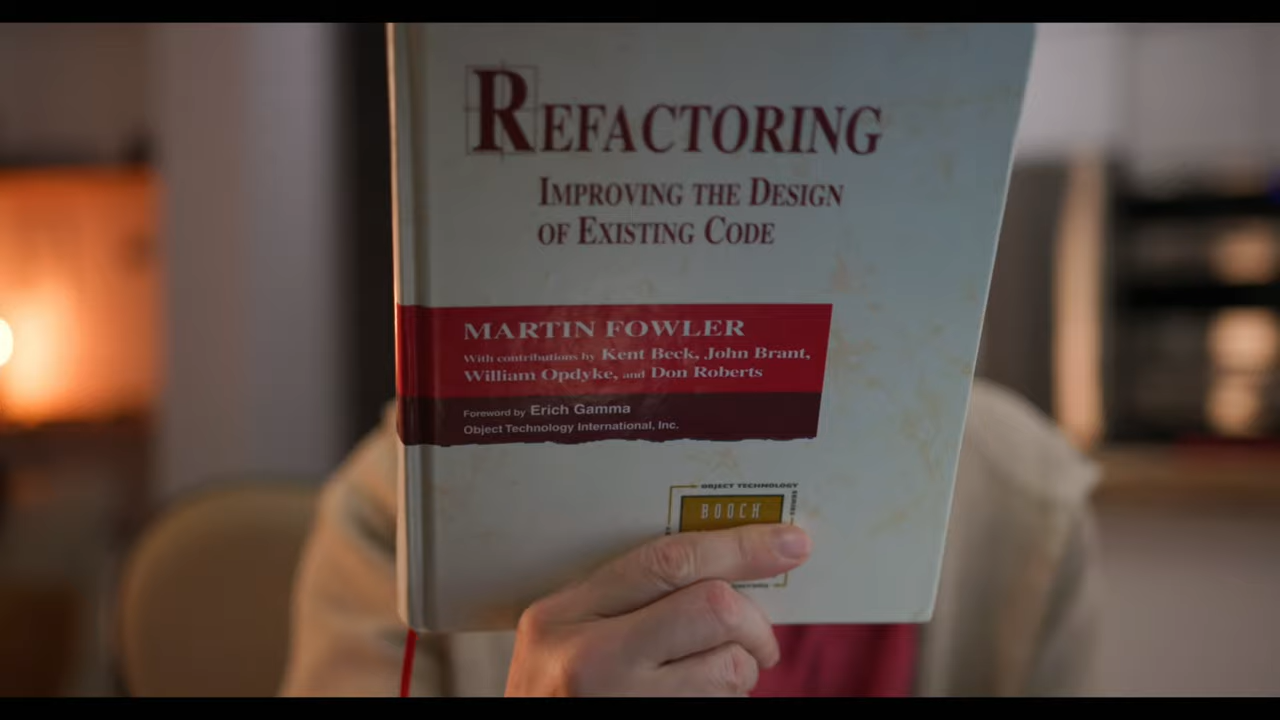 REFACTORING
IMPROVING THE DESIGN
OF EXISTING CODE
MARTIN FOWLER
With contributions by Kent Beck, John Brant,
William Opdyke, and Don Roberts
Foreword by Erich Gamma
Object Technology International, Inc.
OBJECT TECHNOLOGY
SERIES
BOOCH